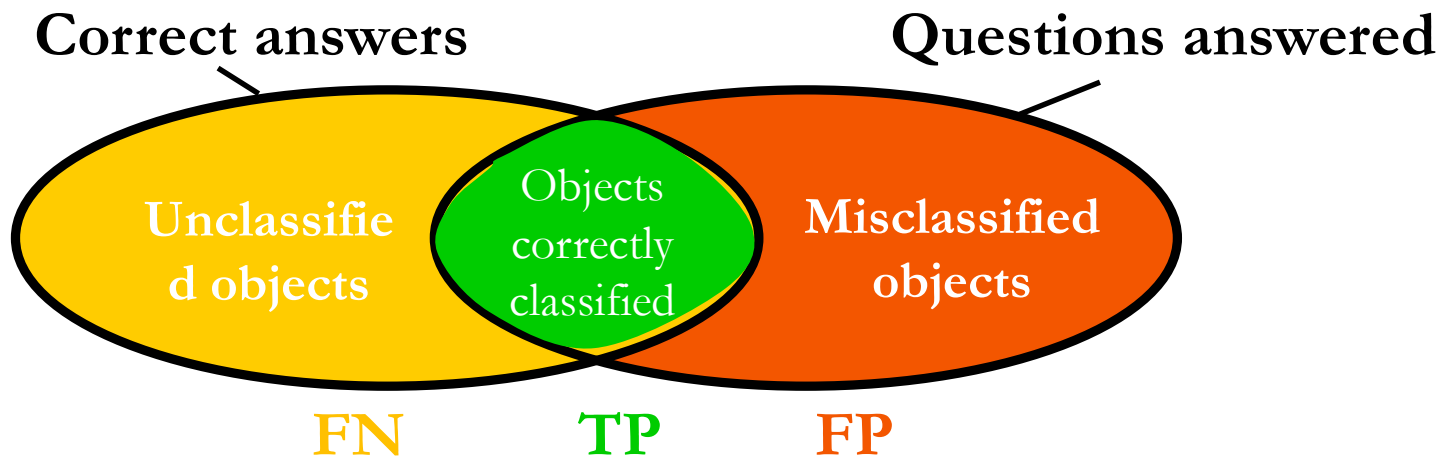 Correct answers
Questions answered
Unclassifie
d objects
Objects
correctly
classified
Misclassified
objects
FN
TP
FP